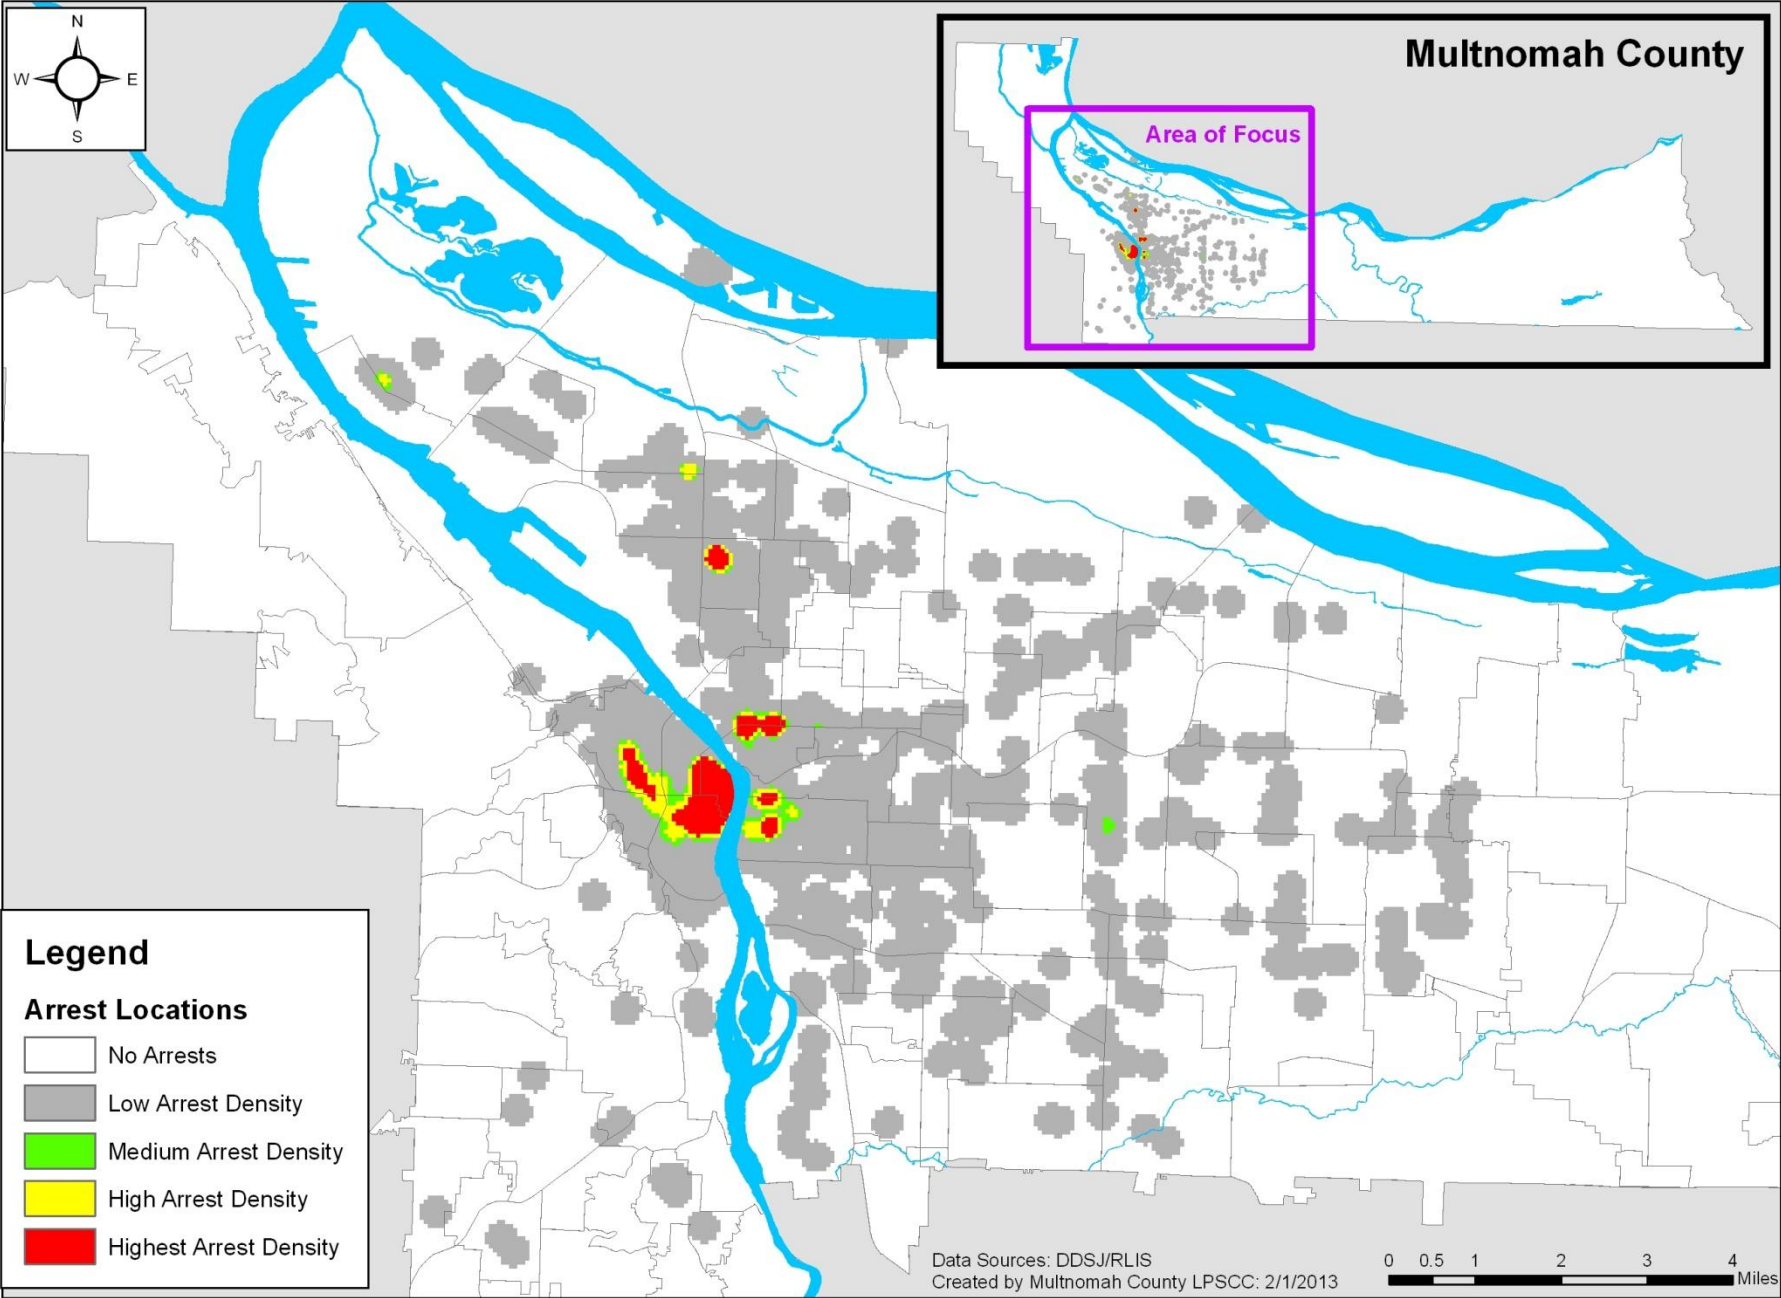 N
W E
S
Multnomah County
Area of Focus
Legend
Arrest Locations
No Arrests
Low Arrest Density
Medium Arrest Density
High Arrest Density
Highest Arrest Density
Data Sources: DDSJ/RLIS
Created by Multnomah County LPSCC: 2/1/2013
0 0.5 1 2 3 4
Miles